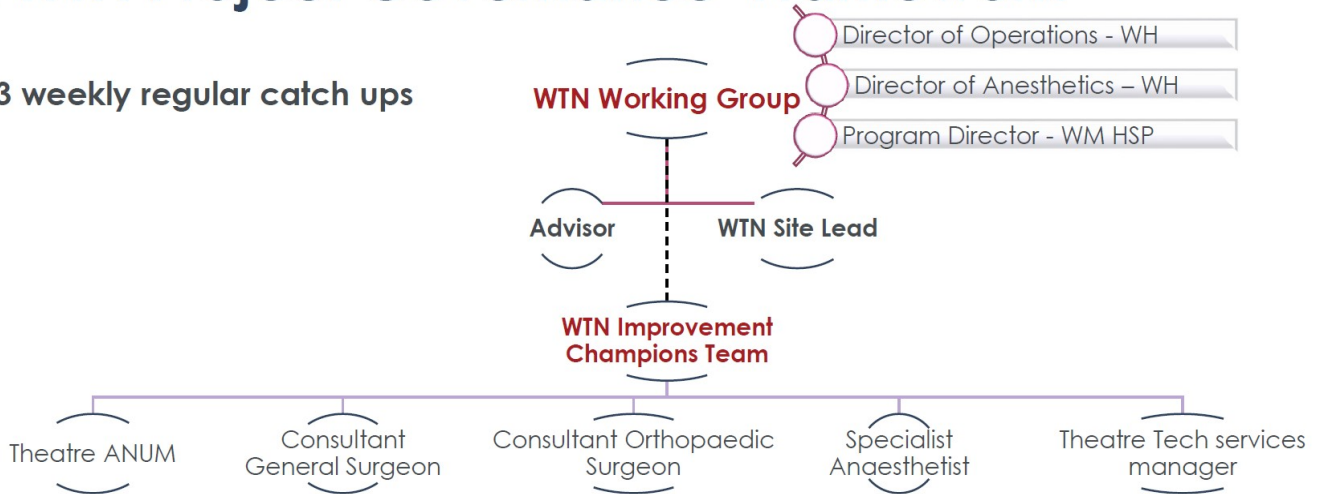 3 weekly regular catch ups
WTN Working Group
Director of Operations - WH
Director of Anesthetics – WH
Program Director - WM HSP
Advisor
WTN Site Lead
WTN Improvement
Champions Team
Theatre ANUM
Consultant
General Surgeon
Consultant Orthopaedic
Surgeon
Specialist
Anaesthetist
Theatre Tech services
manager